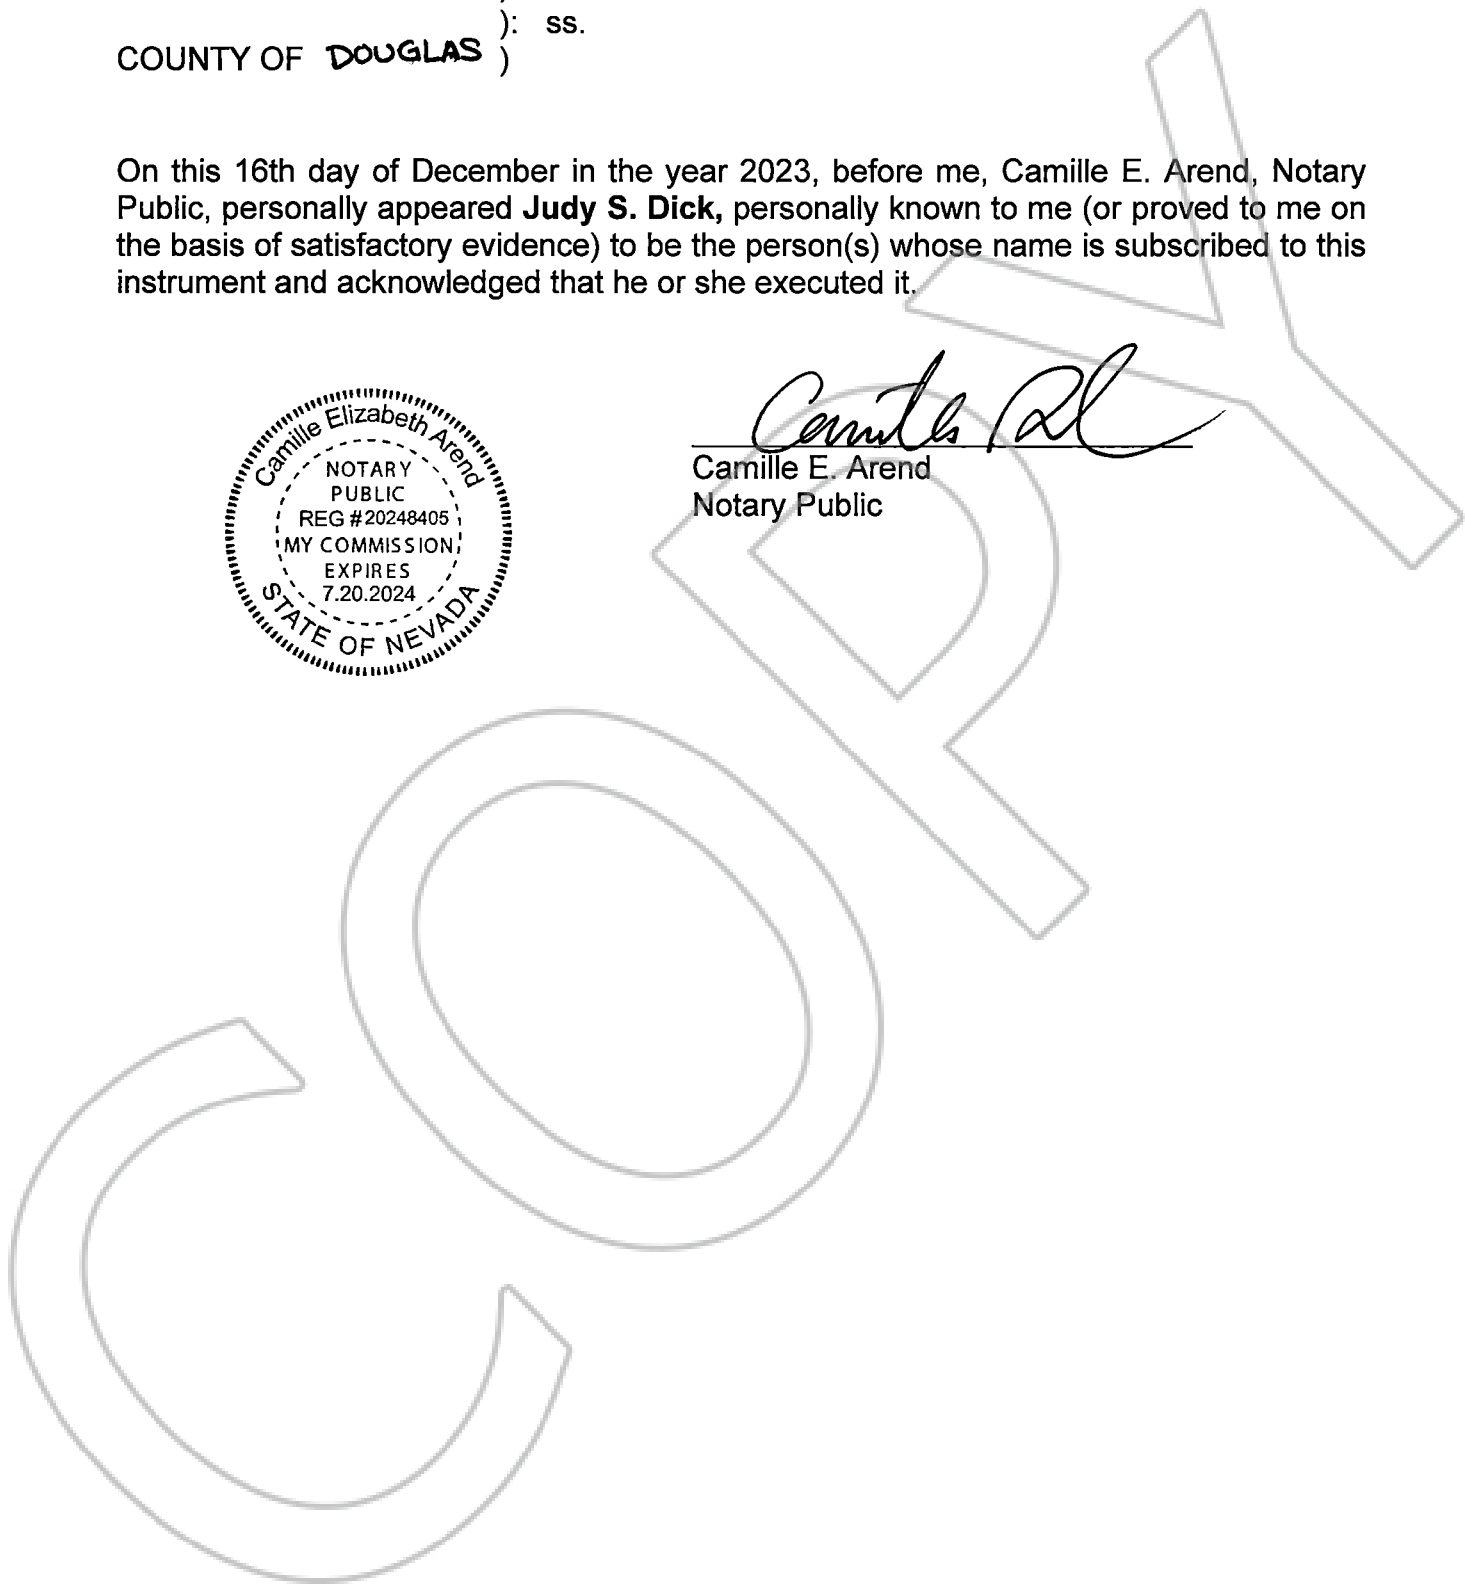 ): ss.
COUNTY OF DOUGLAS )
On this 16th day of December in the year 2023, before me, Camille E. Arend, Notary
Public, personally appeared Judy S. Dick, personally known to me (or proved to me on
the basis of satisfactory evidence) to be the person(s) whose name is subscribed to this
instrument and acknowledged that he or she executed it.
Camille E. Arend
Notary Public
Camille Elizabeth Arend
NOTARY
PUBLIC
REG #20248405
MY COMMISSION
EXPIRES
7.20.2024
STATE OF NEVADA
COPY